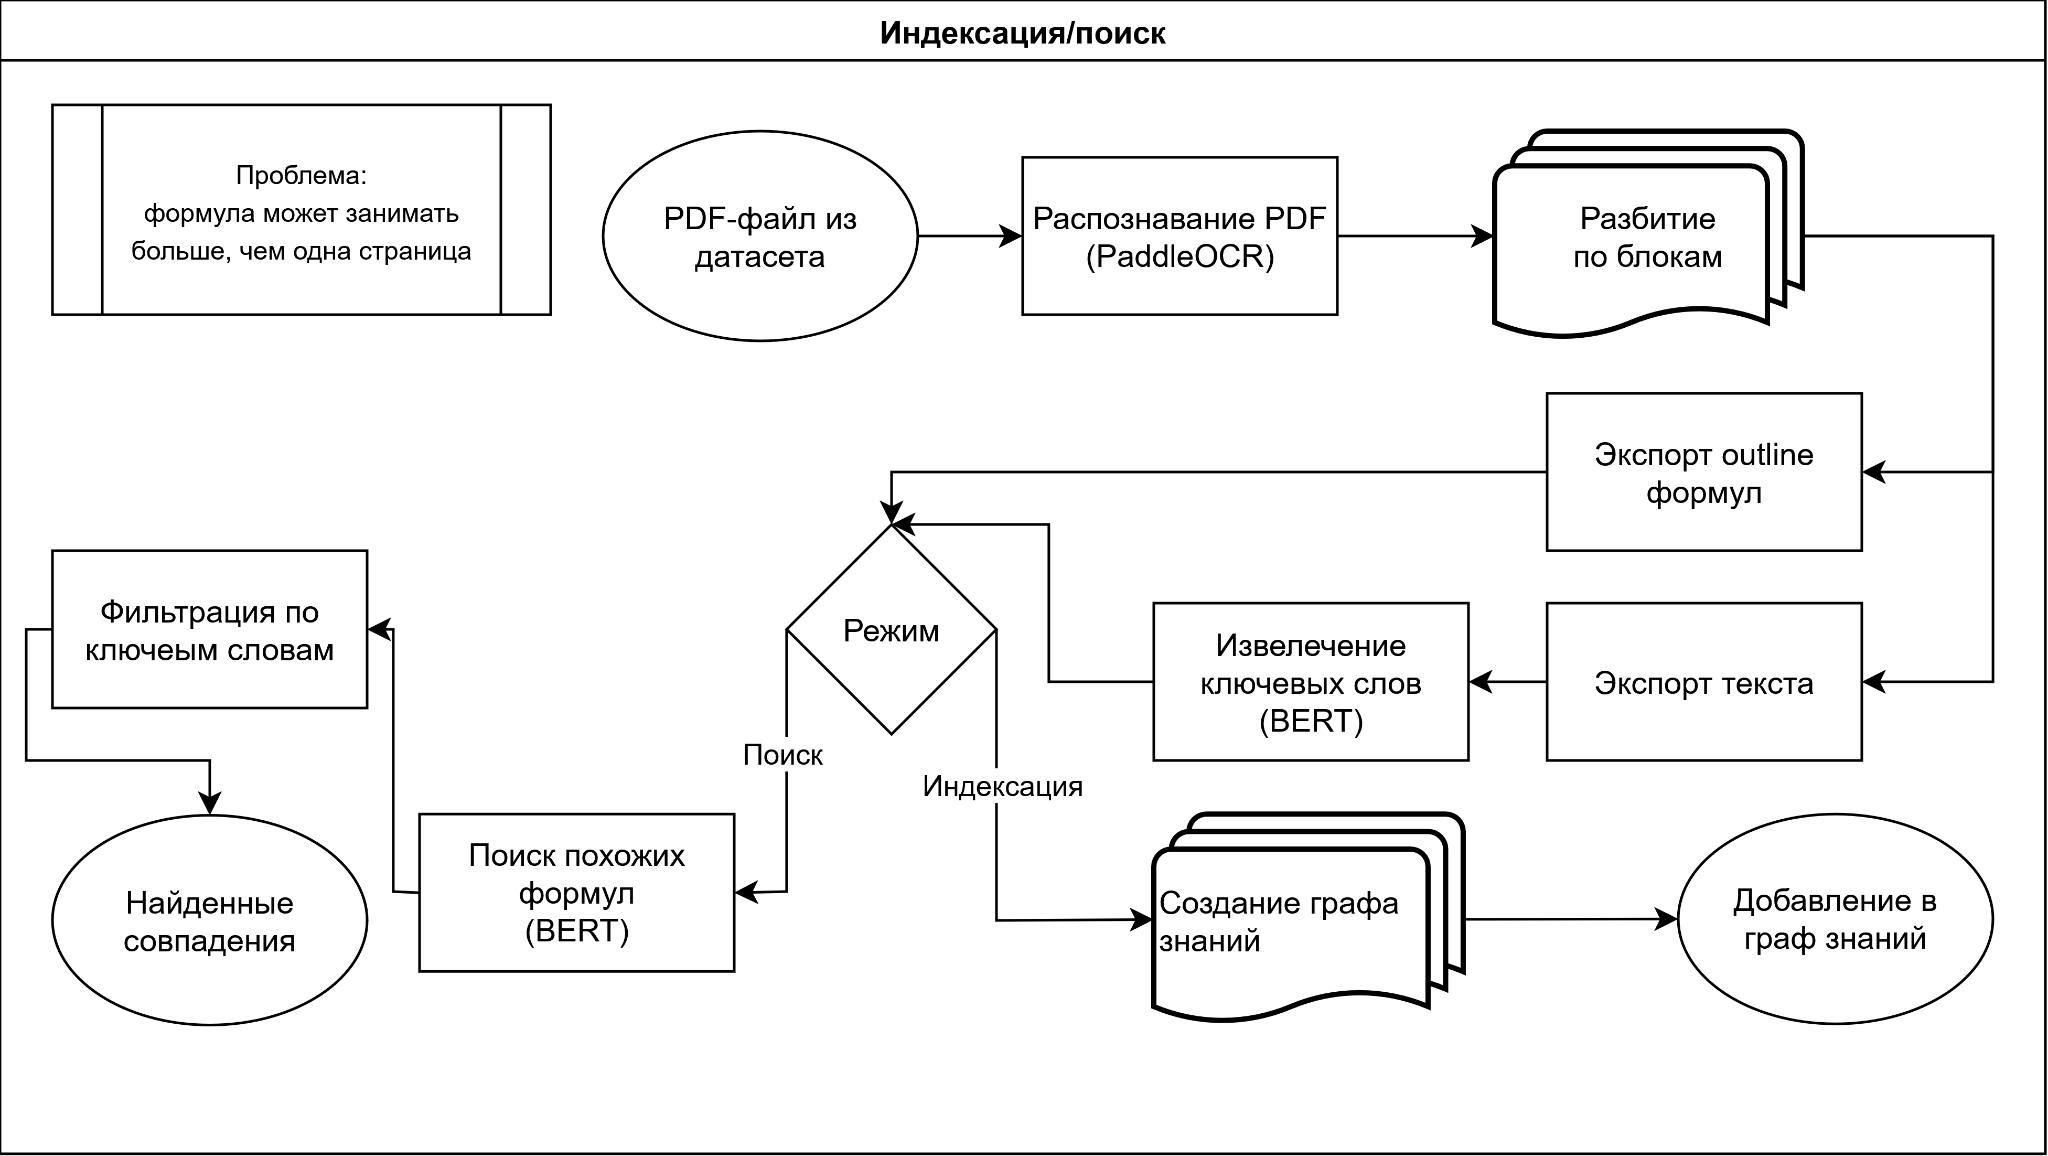 Индексация/поиск
Проблема:
формула может занимать
больше, чем одна страница
PDF-файл из
датасета
Распознавание PDF
(PaddleOCR)
Разбитие
по блокам
Экспорт outline
формул
Экспорт текста
Извелечение
ключевых слов
(BERT)
Режим
Поиск
Индексация
Фильтрация по
ключеым словам
Поиск похожих
формул
(BERT)
Найденные
совпадения
Создание графа
знаний
Добавление в
граф знаний